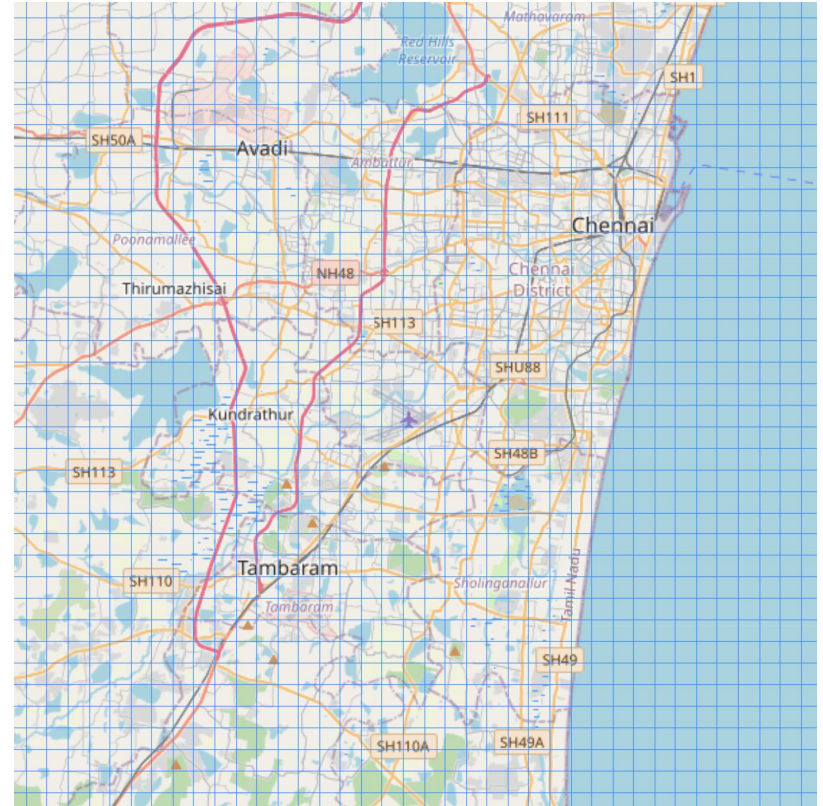 Mathavaram
Red Hills
Reservoir
SH1
SH111
SH50A
Avadi
Ambattur
Chennai
Poonamallee
NH48
Chennai
District
Thirumazhisai
SH113
SHU88
Kundrathur
SH48B
SH113
Tambaram
SH110
Sholinganallur
Tamil Nadu
Tambaram
SH49
SH110A
SH49A